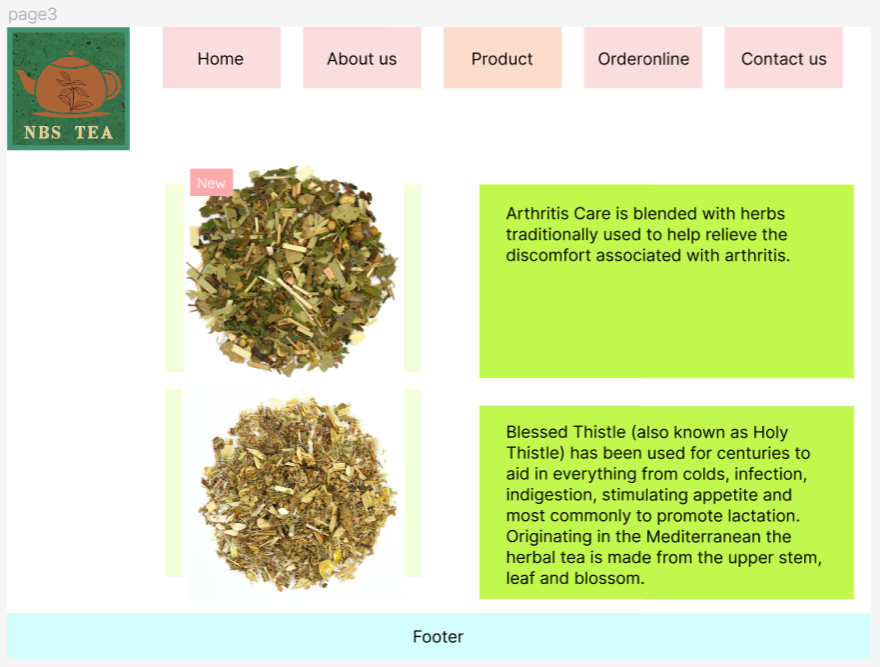 page3
Home
About us
Product
Orderonline
Contact us
NBS TEA
New
Arthritis Care is blended with herbs
traditionally used to help relieve the
discomfort associated with arthritis.
Blessed Thistle (also known as Holy
Thistle) has been used for centuries to
aid in everything from colds, infection,
indigestion, stimulating appetite and
most commonly to promote lactation.
Originating in the Mediterranean the
herbal tea is made from the upper stem,
leaf and blossom.
Footer